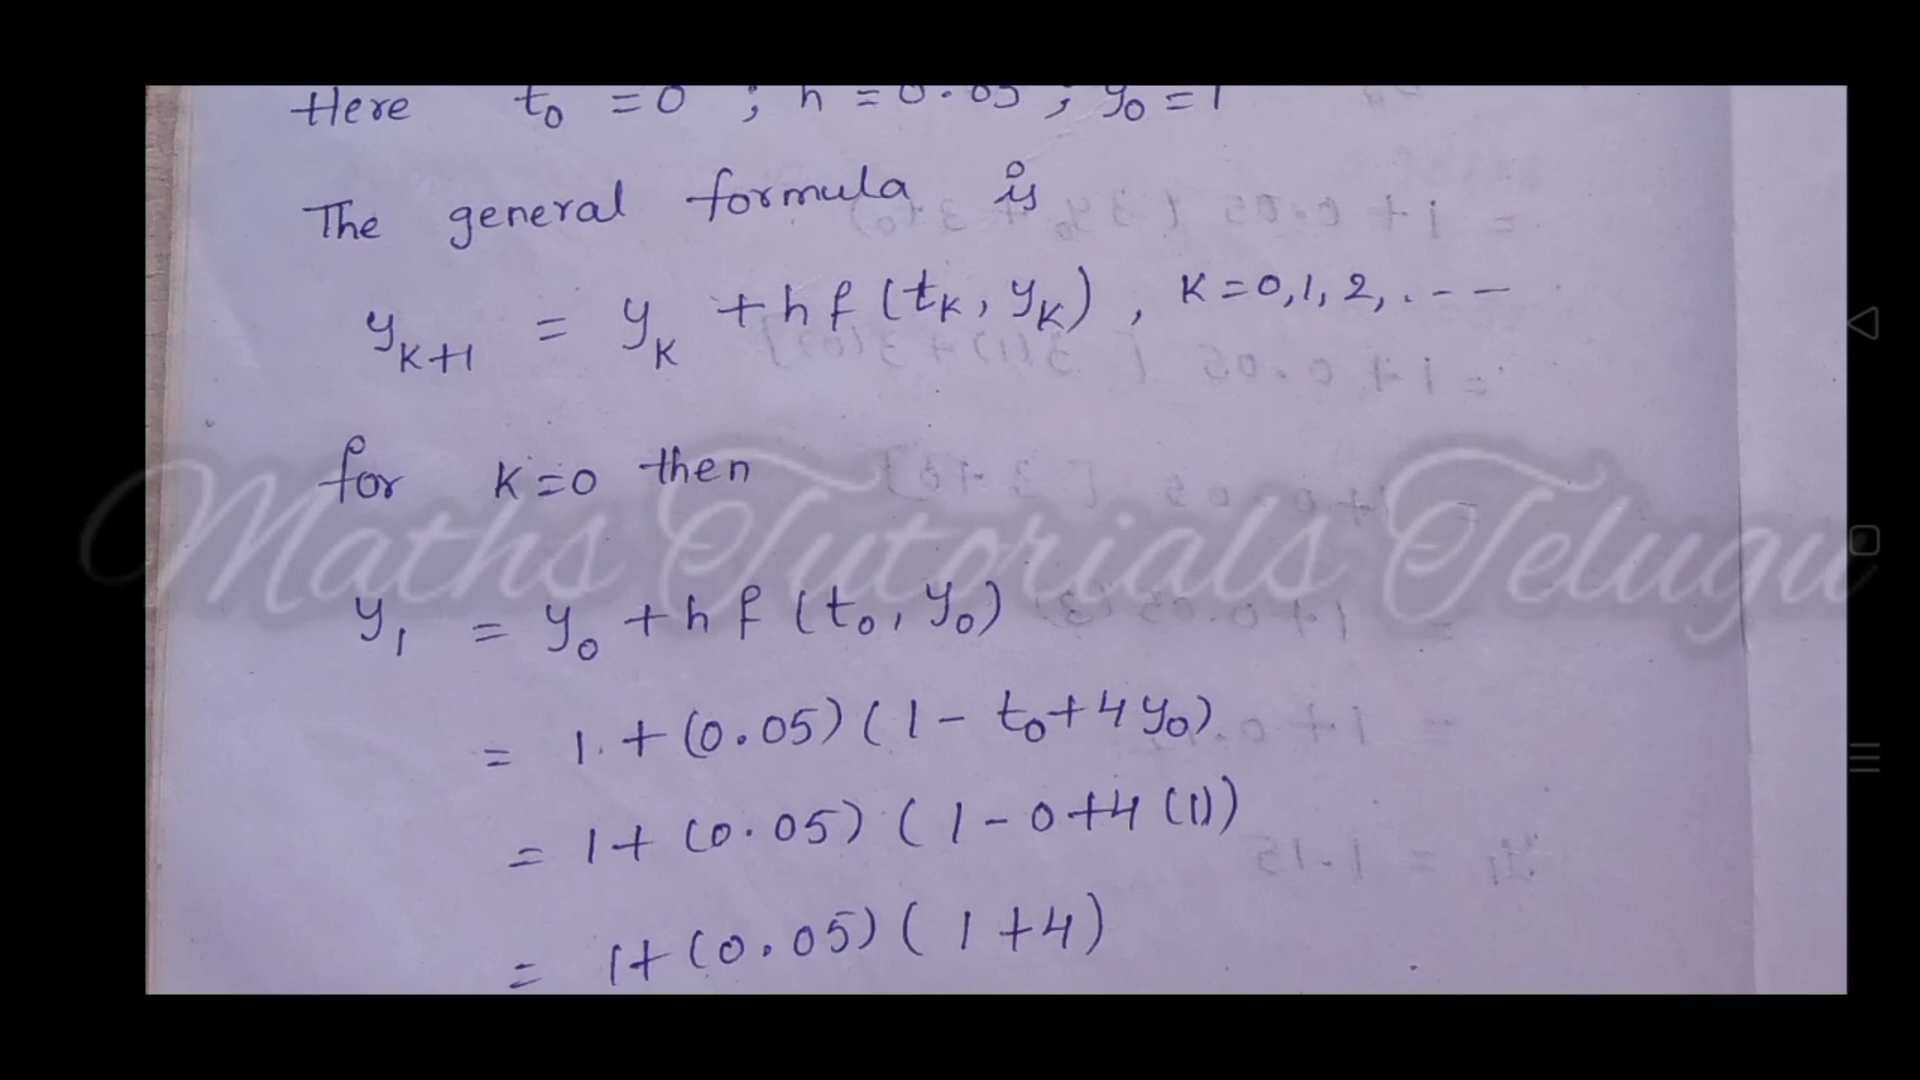 Here t₀ = 0 ; h = 0.05 ; y₀ = 1
The general formula is
y_{K+1} = y_K + h f (t_K, y_K) , K = 0, 1, 2, . - - -
for K = 0 then
Maths Tutorials Telugu
y₁ = y₀ + h f (t₀, y₀)
= 1 + (0.05) (1 - t₀ + 4 y₀)
= 1 + (0.05) (1 - 0 + 4 (1))
= 1 + (0.05) (1 + 4)